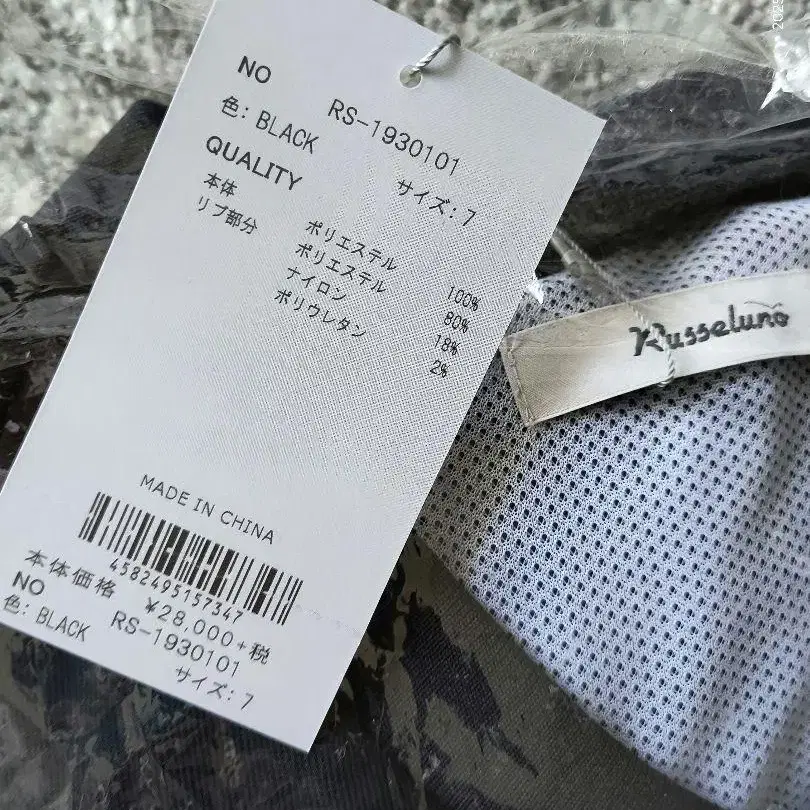 NO RS-1930101
色: BLACK サイズ: 7
QUALITY
本体 ポリエステル 100%
リブ部分 ポリエステル 80%
ナイロン 18%
ポリウレタン 2%
MADE IN CHINA
4582495157347
本体価格 ¥28,000+税
NO RS-1930101
色: BLACK サイズ: 7
Russeluno
2025